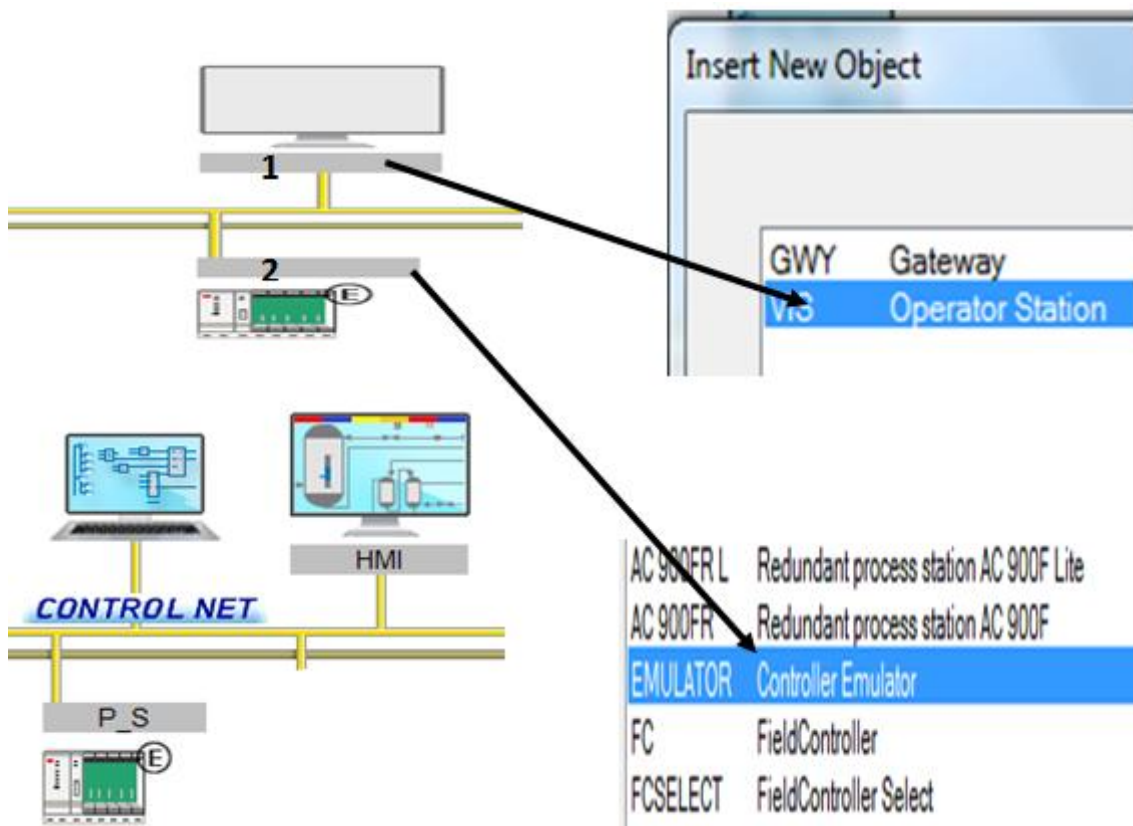 Insert New Object
1
GWY Gateway
VIS Operator Station
2
E
HMI
CONTROL NET
P_S
E
AC 900FR L Redundant process station AC 900F Lite
AC 900FR Redundant process station AC 900F
EMULATOR Controller Emulator
FC FieldController
FCSELECT FieldController Select